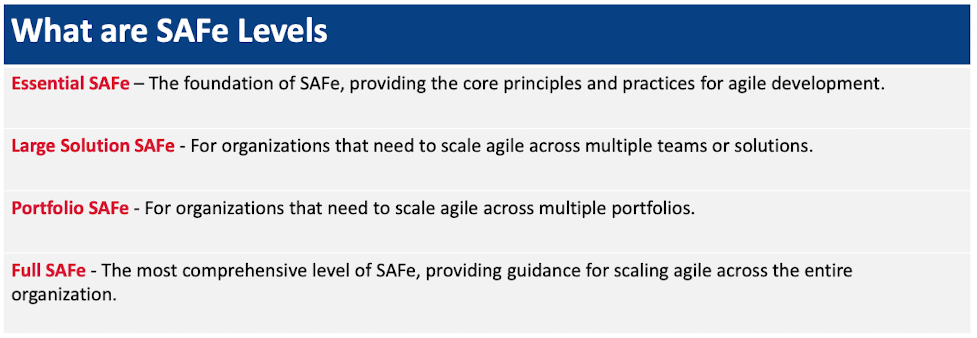 What are SAFe Levels
Essential SAFe – The foundation of SAFe, providing the core principles and practices for agile development.
Large Solution SAFe - For organizations that need to scale agile across multiple teams or solutions.
Portfolio SAFe - For organizations that need to scale agile across multiple portfolios.
Full SAFe - The most comprehensive level of SAFe, providing guidance for scaling agile across the entire
organization.